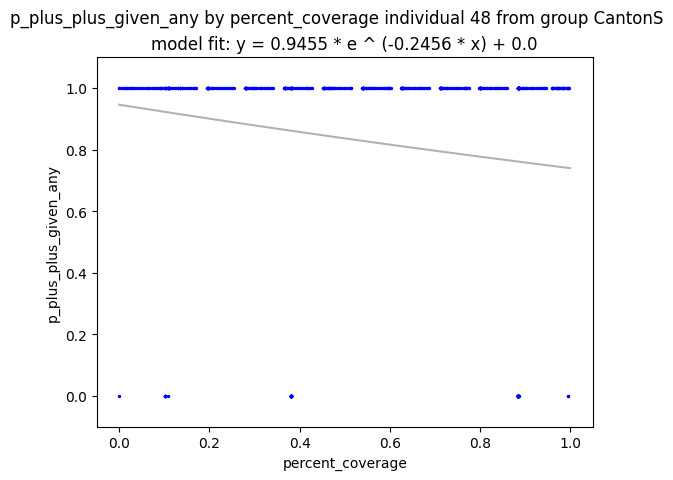 p_plus_plus_given_any by percent_coverage individual 48 from group CantonS
model fit: y = 0.9455 * e ^ (-0.2456 * x) + 0.0
1.0
0.8
0.6
0.4
0.2
0.0
p_plus_plus_given_any
0.0 0.2 0.4 0.6 0.8 1.0
percent_coverage